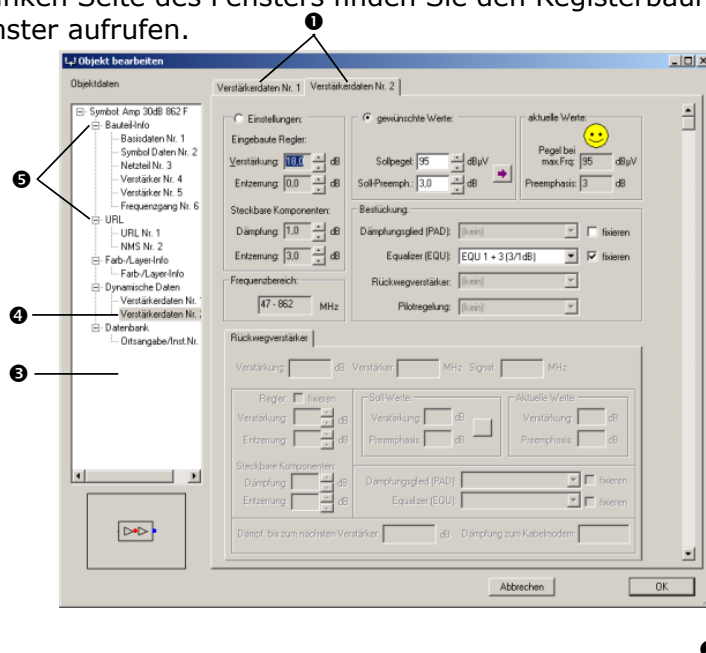 nken Seite des Fensters finden Sie den Registerbau
nster aufrufen.
❶
Objekt bearbeiten
Objektdaten
Verstärkerdaten Nr. 1 Verstärkerdaten Nr. 2
Symbol: Amp 30dB 862 F
Bauteil-Info
Basisdaten Nr. 1
Symbol Daten Nr. 2
Netzteil Nr. 3
Verstärker Nr. 4
Verstärker Nr. 5
Frequenzgang Nr. 6
URL
URL Nr. 1
NMS Nr. 2
Farb-/Layer-Info
Farb-/Layer-Info
Dynamische Daten
Verstärkerdaten Nr.
Verstärkerdaten Nr. 2
Datenbank
Ortsangabe/Inst.Nr.
❺
❹
❸
Einstellungen:
Eingebaute Regler:
Verstärkung: 18,0 dB
Entzerrung: 0,0 dB
Steckbare Komponenten:
Dämpfung: 1,0 dB
Entzerrung: 3,0 dB
Frequenzbereich:
47 - 862 MHz
gewünschte Werte:
Sollpegel: 95 dBµV
Soll-Preemph.: 3,0 dB
aktuelle Werte:
Pegel bei
max.Frq: 95 dBµV
Preemphasis: 3 dB
Bestückung:
Dämpfungsglied (PAD): (kein) fixieren
Equalizer (EQU): EQU 1 + 3 (3/1dB) fixieren
Rückwegverstärker: (kein)
Pilotregelung: (kein)
Rückwegverstärker
Verstärkung: dB Verstärker: MHz Signal: MHz
Regler: fixieren
Verstärkung: dB
Entzerrung: dB
Steckbare Komponenten:
Dämpfung: dB
Entzerrung: dB
Soll-Werte:
Verstärkung: dB
Preemphasis: dB
Aktuelle Werte:
Verstärkung: dB
Preemphasis: dB
Dämpfungsglied (PAD): fixieren
Equalizer (EQU): fixieren
Dämpf. bis zum nächsten Verstärker: dB Dämpfung zum Kabelmodem:
Abbrechen OK